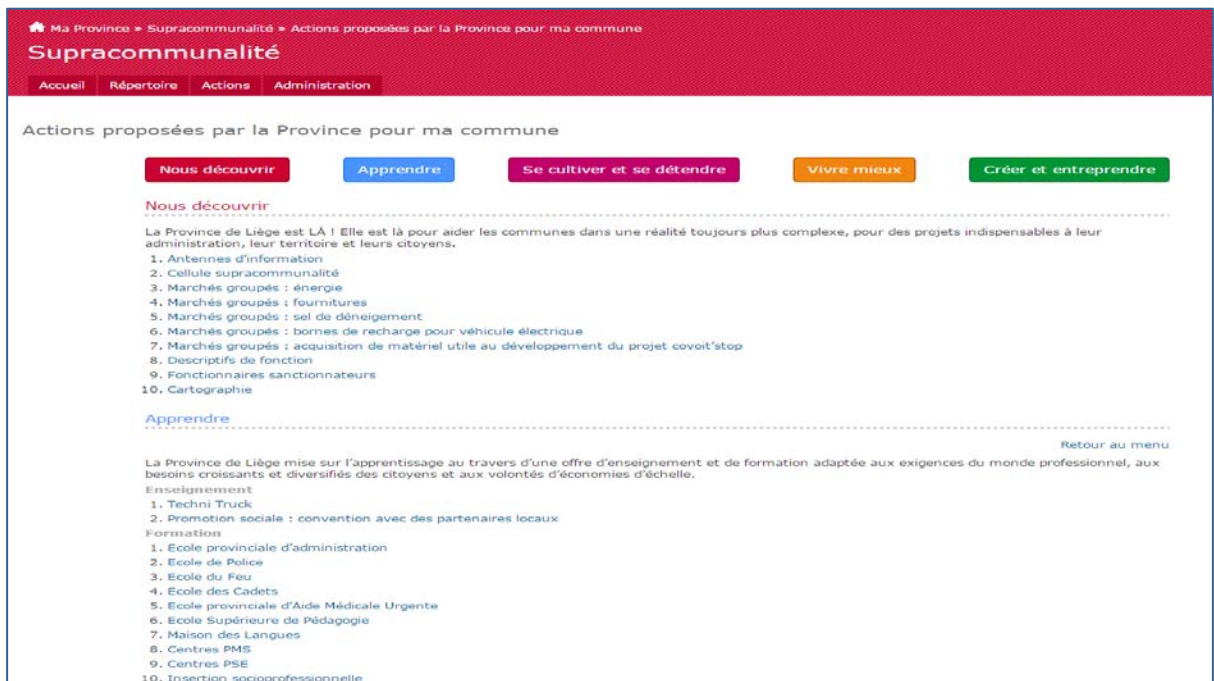 Ma Province » Supracommunalité » Actions proposées par la Province pour ma commune
Supracommunalité
Accueil Répertoire Actions Administration
Actions proposées par la Province pour ma commune
Nous découvrir Apprendre Se cultiver et se détendre Vivre mieux Créer et entreprendre
Nous découvrir
La Province de Liège est LÀ ! Elle est là pour aider les communes dans une réalité toujours plus complexe, pour des projets indispensables à leur
administration, leur territoire et leurs citoyens.
1. Antennes d'information
2. Cellule supracommunalité
3. Marchés groupés : énergie
4. Marchés groupés : fournitures
5. Marchés groupés : sel de déneigement
6. Marchés groupés : bornes de recharge pour véhicule électrique
7. Marchés groupés : acquisition de matériel utile au développement du projet covoit'stop
8. Descriptifs de fonction
9. Fonctionnaires sanctionnateurs
10. Cartographie
Apprendre
Retour au menu
La Province de Liège mise sur l'apprentissage au travers d'une offre d'enseignement et de formation adaptée aux exigences du monde professionnel, aux
besoins croissants et diversifiés des citoyens et aux volontés d'économies d'échelle.
Enseignement
1. Techni Truck
2. Promotion sociale : convention avec des partenaires locaux
Formation
1. Ecole provinciale d'administration
2. Ecole de Police
3. Ecole du Feu
4. Ecole des Cadets
5. Ecole provinciale d'Aide Médicale Urgente
6. Ecole Supérieure de Pédagogie
7. Maison des Langues
8. Centres PMS
9. Centres PSE
10. Insertion socioprofessionnelle